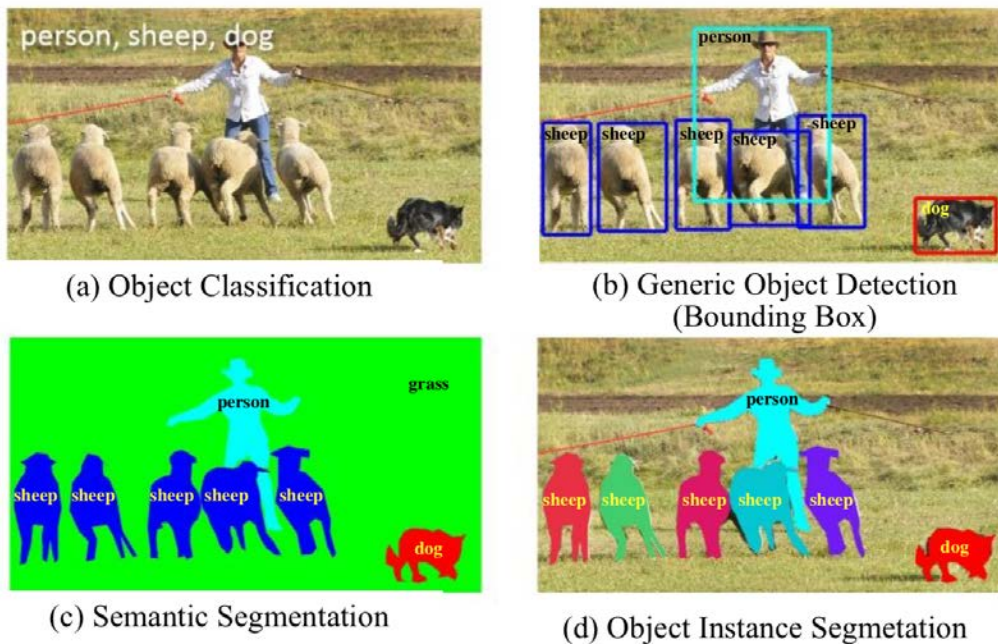 person, sheep, dog
(a) Object Classification
person
sheep
sheep
sheep
sheep
sheep
dog
(b) Generic Object Detection
(Bounding Box)
grass
person
sheep
sheep
sheep
sheep
sheep
dog
(c) Semantic Segmentation
person
sheep
sheep
sheep
sheep
sheep
dog
(d) Object Instance Segmetation